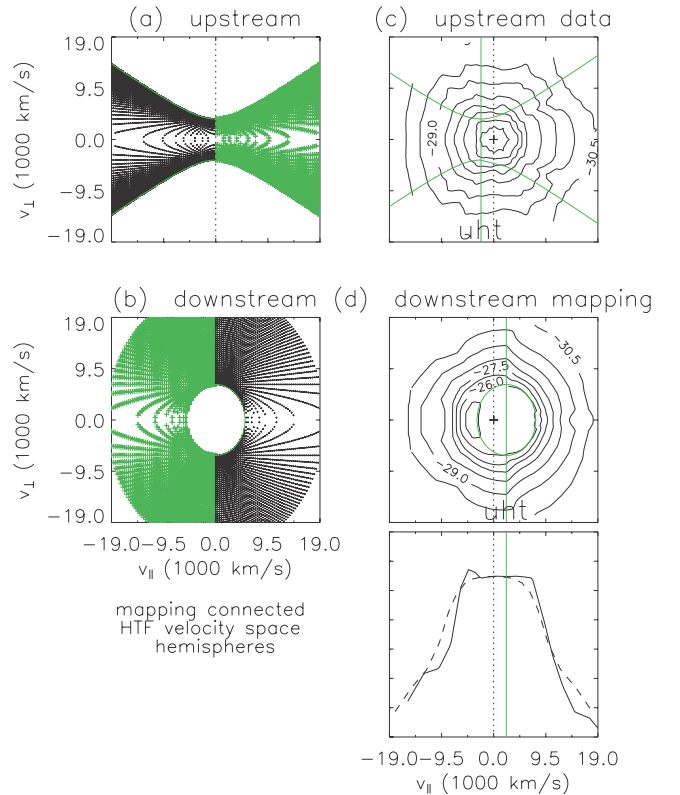 (a) upstream
(c) upstream data
19.0
9.5
0.0
-9.5
-19.0
v⊥ (1000 km/s)
-29.0
-30.5
uht
(b) downstream
(d) downstream mapping
19.0
9.5
0.0
-9.5
-19.0
v⊥ (1000 km/s)
-30.5
-27.5
-26.0
-29.0
uht
-19.0 -9.5 0.0 9.5 19.0
v|| (1000 km/s)
mapping connected
HTF velocity space
hemispheres
-19.0 -9.5 0.0 9.5 19.0
v|| (1000 km/s)